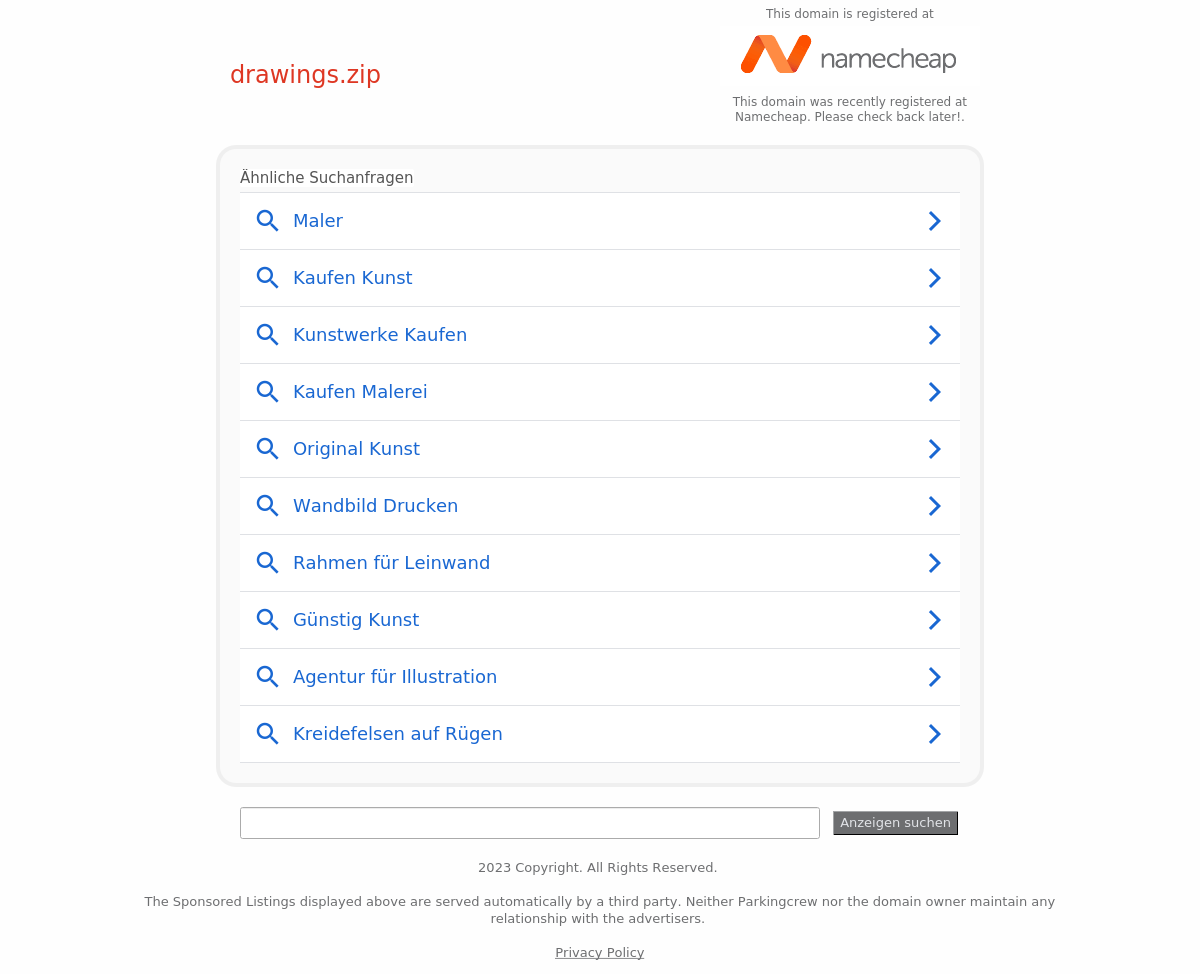 This domain is registered at
namecheap
drawings.zip
This domain was recently registered at
Namecheap. Please check back later!.
Ähnliche Suchanfragen
Maler
Kaufen Kunst
Kunstwerke Kaufen
Kaufen Malerei
Original Kunst
Wandbild Drucken
Rahmen für Leinwand
Günstig Kunst
Agentur für Illustration
Kreidefelsen auf Rügen
Anzeigen suchen
2023 Copyright. All Rights Reserved.
The Sponsored Listings displayed above are served automatically by a third party. Neither Parkingcrew nor the domain owner maintain any
relationship with the advertisers.
Privacy Policy